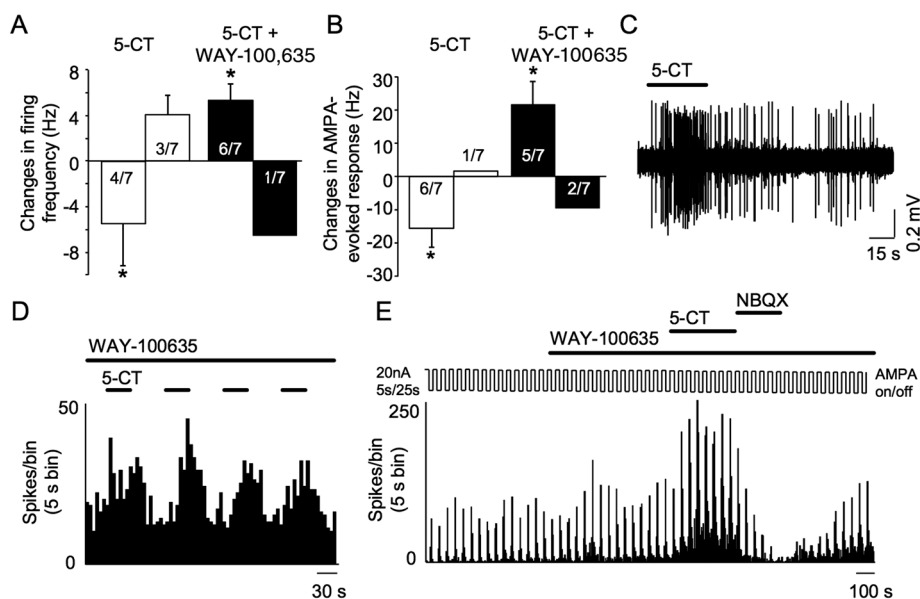 A
5-CT
5-CT +
WAY-100,635
Changes in firing
frequency (Hz)
8
4
0
-4
-8
4/7
3/7
*
6/7
1/7
*
B
5-CT
5-CT +
WAY-100635
Changes in AMPA-
evoked response (Hz)
30
20
10
0
-10
-20
-30
6/7
1/7
*
5/7
2/7
*
C
5-CT
0.2 mV
15 s
D
WAY-100635
5-CT
Spikes/bin
(5 s bin)
50
0
30 s
E
NBQX
5-CT
WAY-100635
20nA
5s/25s
AMPA
on/off
Spikes/bin
(5 s bin)
250
0
100 s